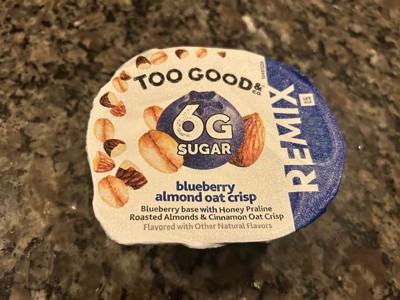 TOO GOOD & CO.
6G
SUGAR
blueberry
almond oat crisp
Blueberry base with Honey Praline
Roasted Almonds & Cinnamon Oat Crisp
Flavored with Other Natural Flavors
REMIX